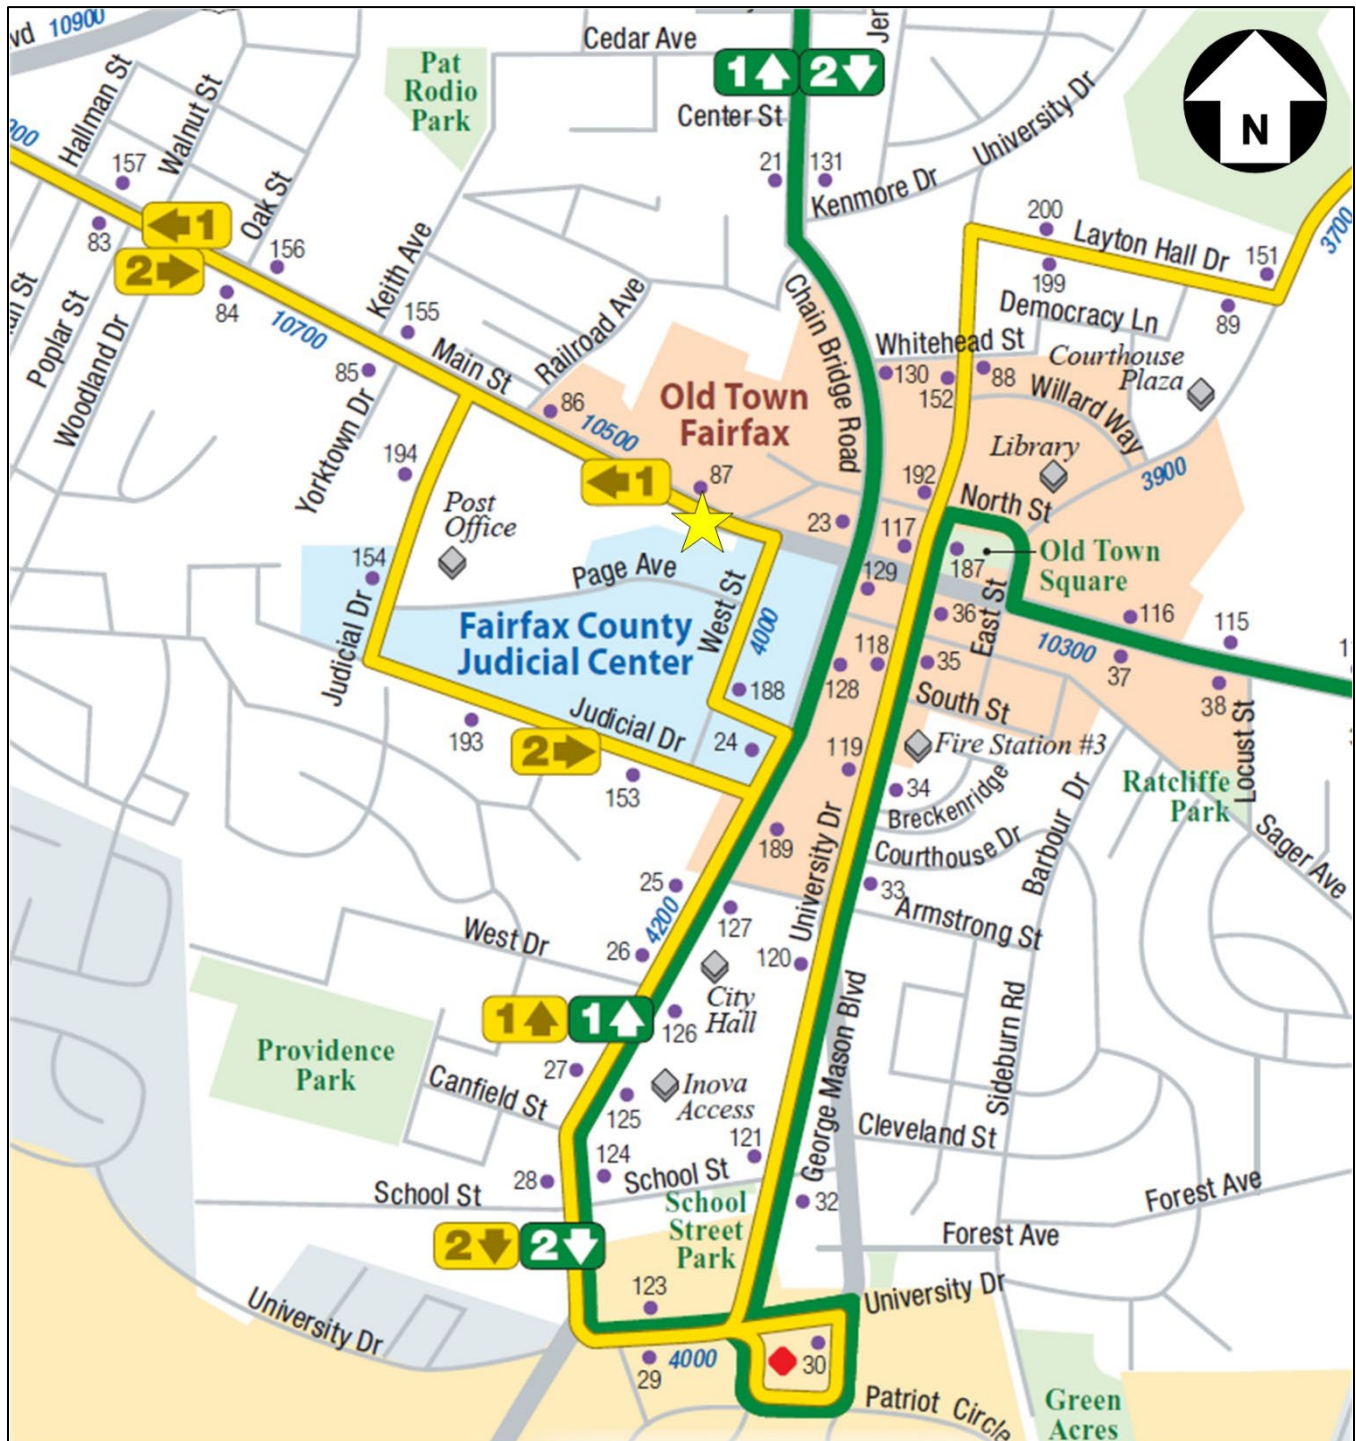 vd 10900
Cedar Ave
Jer
Pat
Rodio
Park
1 2
Center St
University Dr
N
Hallman St
Walnut St
200
157
21
131
Kenmore Dr
Oak St
83
1
200
Layton Hall Dr
3700
156
Keith Ave
151
2
199
84
10700
155
Railroad Ave
Chain Bridge Road
Democracy Ln
89
Poplar St
Woodland Dr
Main St
Whitehead St
Courthouse
Plaza
85
130
88
152
Willard Way
Yorktown Dr
86
Old Town
Fairfax
10500
Library
194
1
87
192
3900
North St
Post
Office
23
117
Old Town
Square
187
154
Page Ave
129
West St
4000
East St
36
116
115
Fairfax County
Judicial Center
10300
118
35
37
Judicial Dr
128
188
South St
38
Locust St
193
Judicial Dr
24
2
119
Fire Station #3
153
34
Breckenridge
Barbour Dr
Ratcliffe
Park
189
University Dr
Courthouse Dr
Sager Ave
25
33
4200
127
Armstrong St
West Dr
26
120
City
Hall
George Mason Blvd
Sideburn Rd
1 1
126
Providence
Park
27
Canfield St
125
Inova
Access
121
Cleveland St
124
School St
28
School St
32
Forest Ave
School
Street
Park
Forest Ave
2 2
123
University Dr
University Dr
4000
29
30
Patriot Circle
Green
Acres